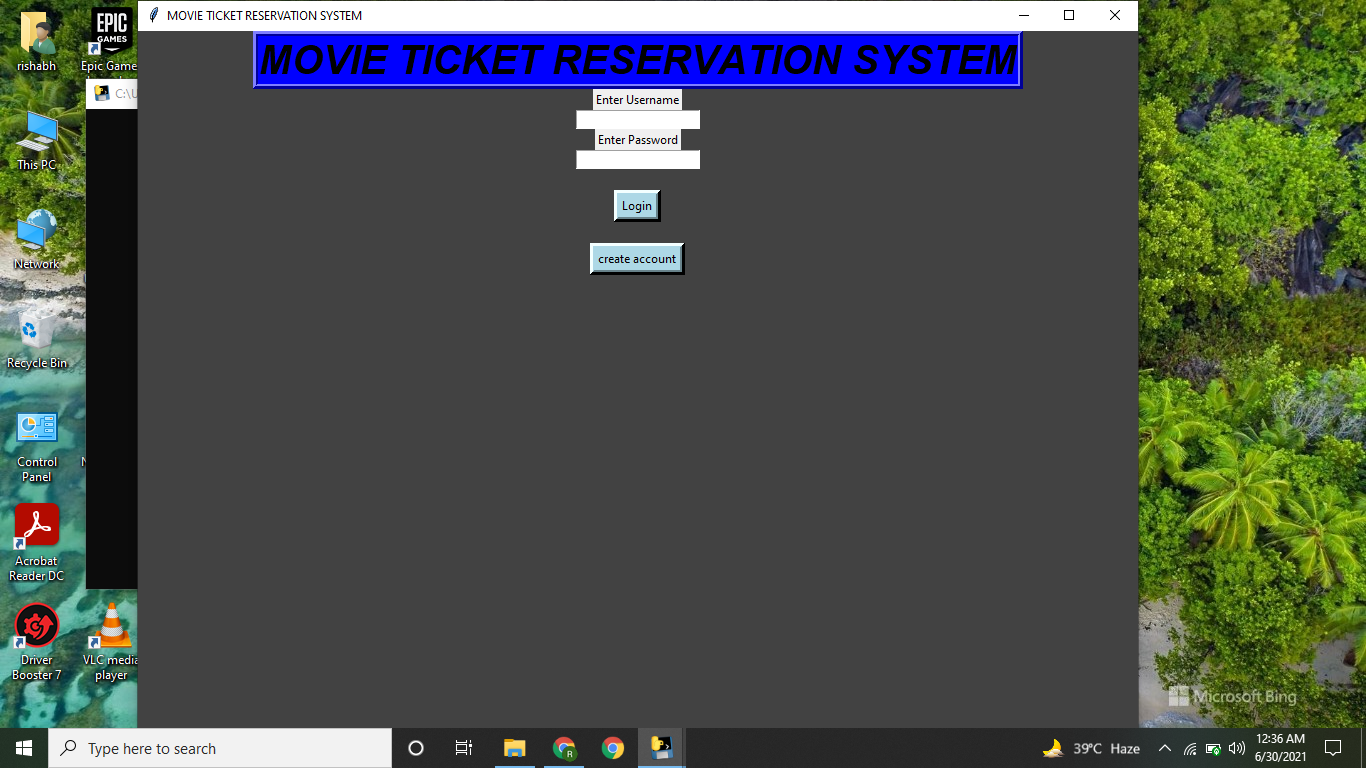 MOVIE TICKET RESERVATION SYSTEM
MOVIE TICKET RESERVATION SYSTEM
Enter Username
Enter Password
Login
create account
rishabh
EPIC
GAMES
Epic Game
C:\U
This PC
Network
Recycle Bin
Control
Panel
Acrobat
Reader DC
Driver
Booster 7
VLC media
player
Microsoft Bing
Type here to search
R
39°C Haze
12:36 AM
6/30/2021